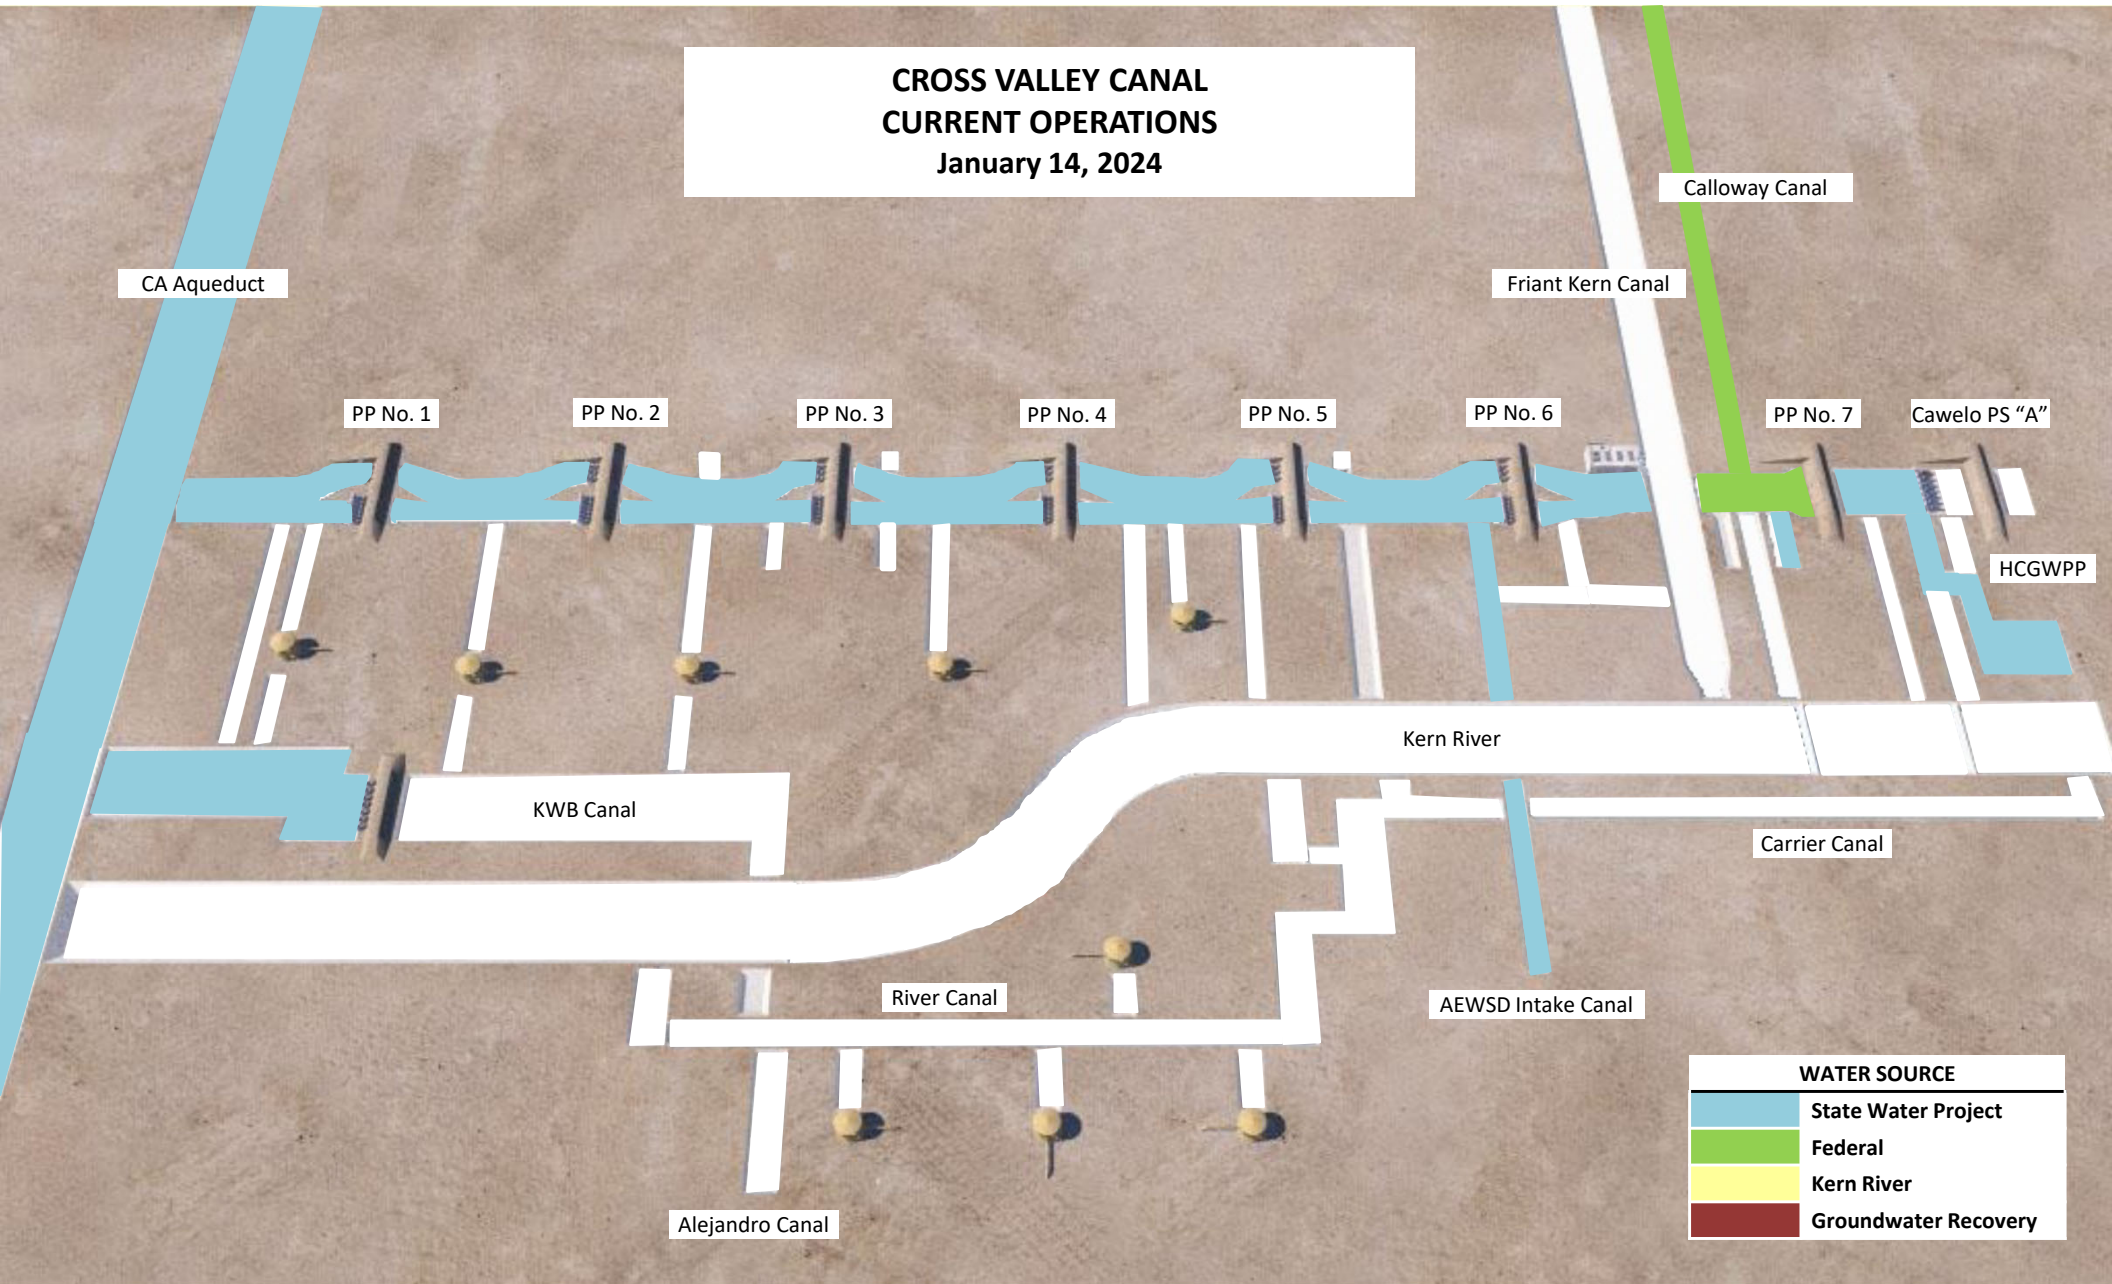 CROSS VALLEY CANAL
CURRENT OPERATIONS
January 14, 2024
Calloway Canal
CA Aqueduct
Friant Kern Canal
PP No. 1
PP No. 2
PP No. 3
PP No. 4
PP No. 5
PP No. 6
PP No. 7
Cawelo PS “A”
HCGWPP
Kern River
KWB Canal
Carrier Canal
River Canal
AEWSD Intake Canal
Alejandro Canal
WATER SOURCE
State Water Project
Federal
Kern River
Groundwater Recovery